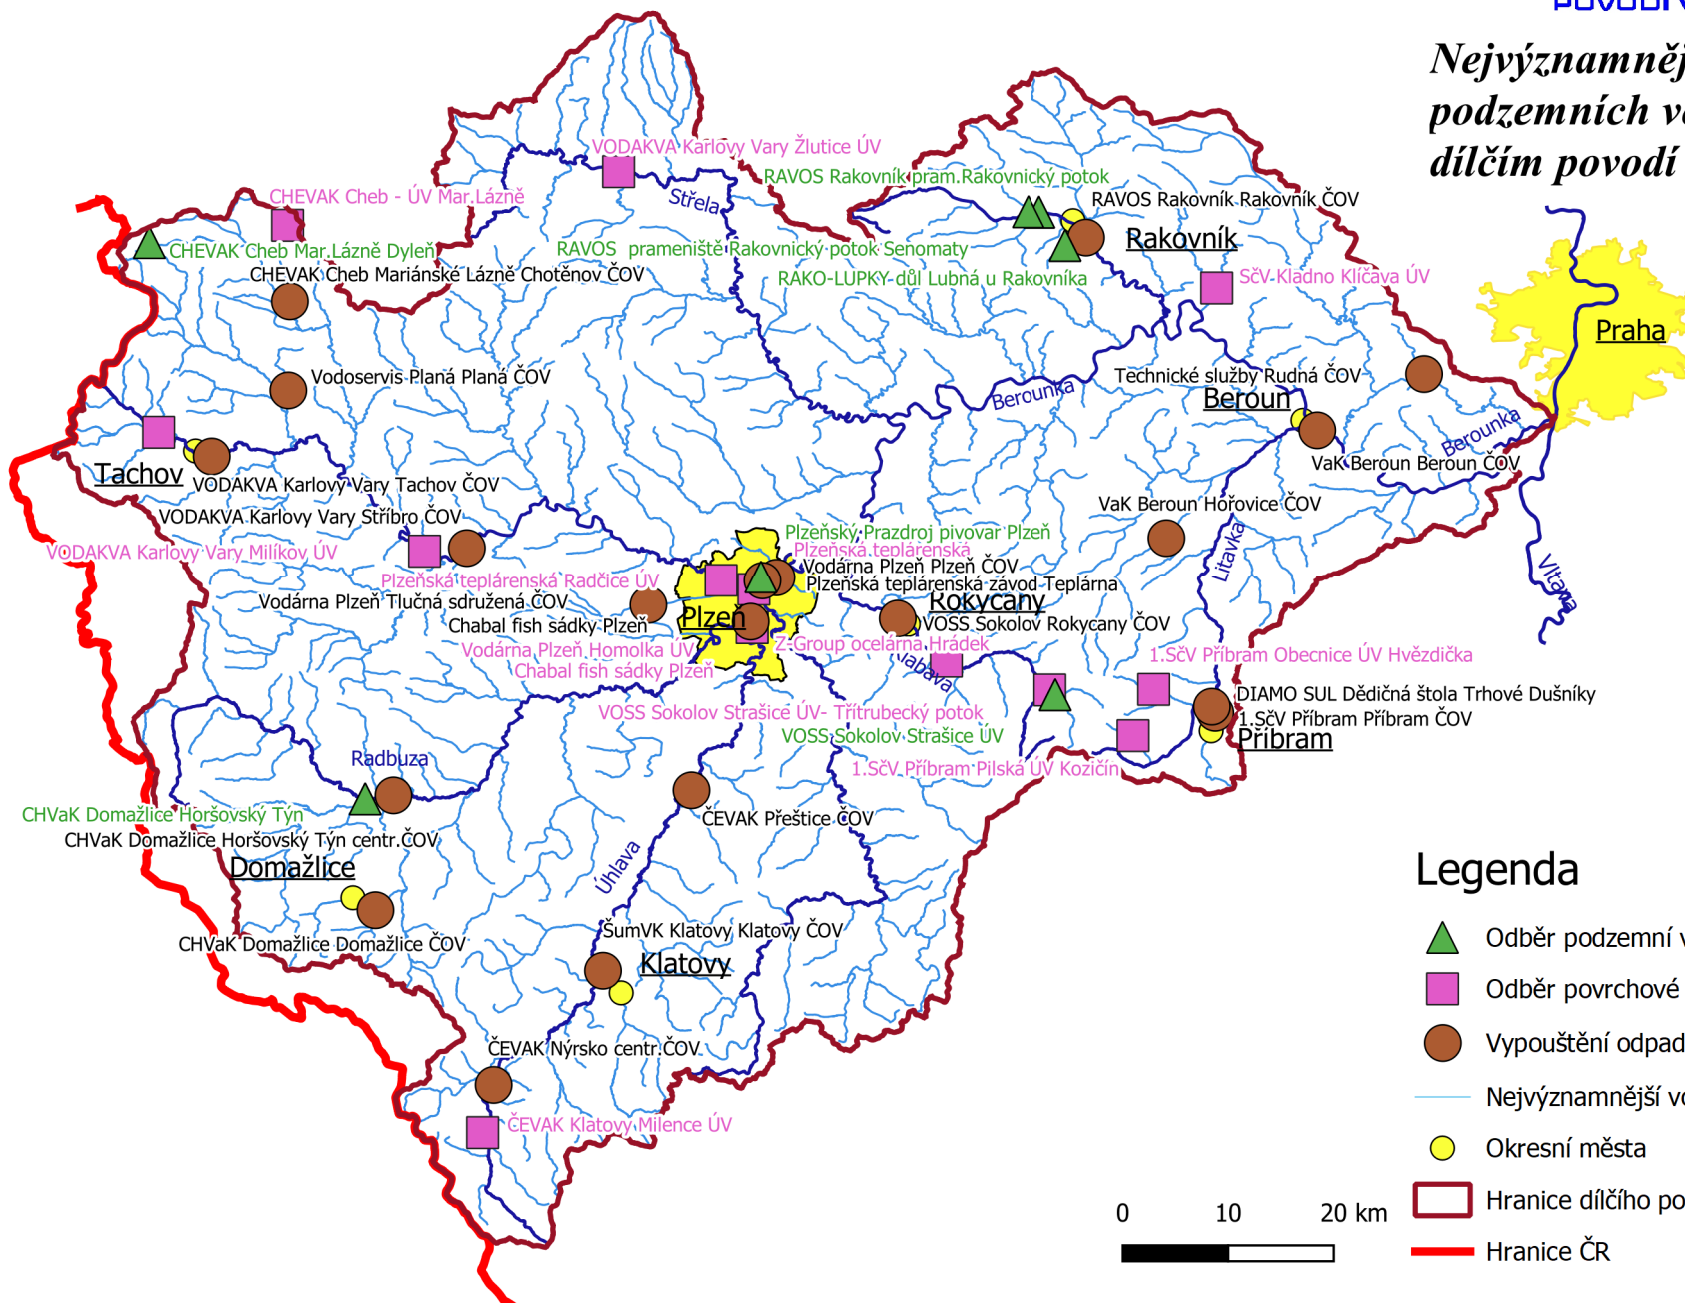 Nejvýznamněj
podzemních v
dílčím povodí
VODAKVA Karlovy Vary Žlutice ÚV
RAVOS Rakovník pram.Rakovnický potok
CHEVAK Cheb - ÚV Mar.Lázně
Střela
RAVOS Rakovník Rakovník ČOV
Rakovník
CHEVAK Cheb Mar.Lázně Dyleň
RAVOS prameniště Rakovnický potok Senomaty
CHEVAK Cheb Mariánské Lázně Chotěnov ČOV
RAKO-LUPKY důl Lubná u Rakovníka
SčV-Kladno Klíčava ÚV
Praha
Vodoservis Planá Planá ČOV
Technické služby Rudná ČOV
Berounka
Beroun
Berounka
VaK Beroun Beroun ČOV
Tachov
VODAKVA Karlovy Vary Tachov ČOV
VaK Beroun Hořovice ČOV
VODAKVA Karlovy Vary Stříbro ČOV
Plzeňský Prazdroj pivovar Plzeň
Litavka
VODAKVA Karlovy Vary Milíkov ÚV
Plzeňská teplárenská
Vodárna Plzeň Plzeň ČOV
Vltava
Plzeňská teplárenská Radčice ÚV
Plzeňská teplárenská závod Teplárna
Vodárna Plzeň Tlučná sdružená ČOV
Rokycany
Plzeň
Chabal fish sádky Plzeň
VOSS Sokolov Rokycany ČOV
Vodárna Plzeň Homolka ÚV
Z-Group ocelárna Hrádek
Klabava
1.SčV Příbram Obecnice ÚV Hvězdička
Chabal fish sádky Plzeň
DIAMO SUL Dědičná štola Trhové Dušníky
VOSS Sokolov Strašice ÚV- Třítrubecký potok
1.SčV Příbram Příbram ČOV
VOSS Sokolov Strašice ÚV
Příbram
Radbuza
1.SčV Příbram Pilská ÚV Kozičín
CHVaK Domažlice Horšovský Týn
ČEVAK Přeštice ČOV
CHVaK Domažlice Horšovský Týn centr.ČOV
Domažlice
Úhlava
CHVaK Domažlice Domažlice ČOV
ŠumVK Klatovy Klatovy ČOV
Klatovy
ČEVAK Nýrsko centr.ČOV
ČEVAK Klatovy Milence ÚV
Legenda
Odběr podzemní v
Odběr povrchové
Vypouštění odpad
Nejvýznamnější vo
Okresní města
Hranice dílčího po
Hranice ČR
0 10 20 km